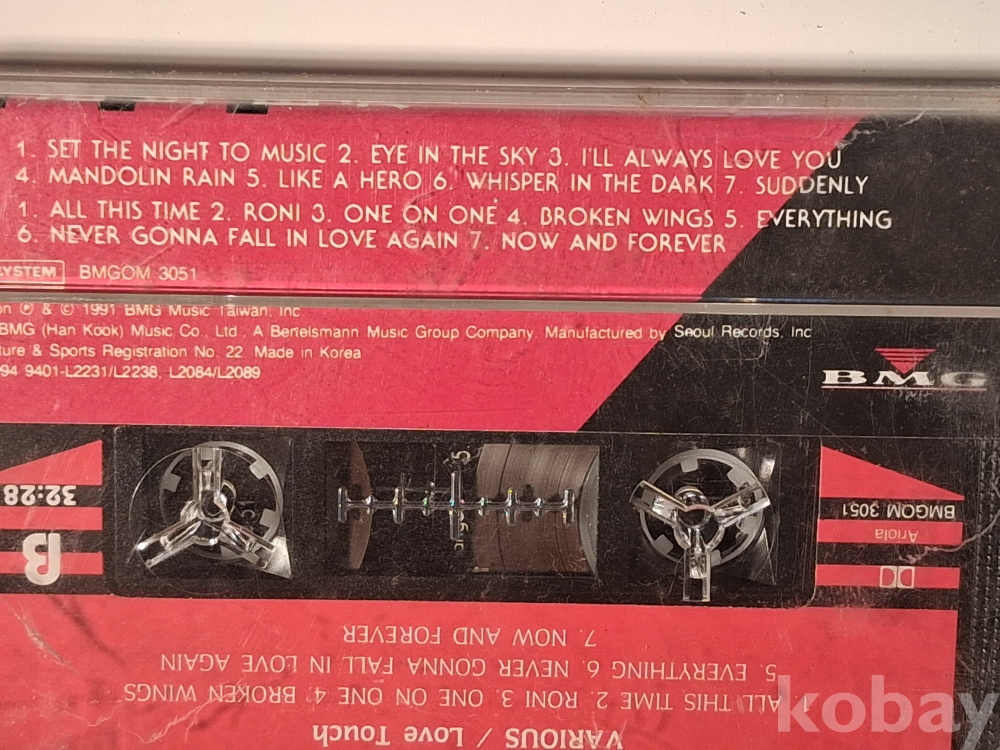 1. SET THE NIGHT TO MUSIC 2. EYE IN THE SKY 3. I'LL ALWAYS LOVE YOU
4. MANDOLIN RAIN 5. LIKE A HERO 6. WHISPER IN THE DARK 7. SUDDENLY
1. ALL THIS TIME 2. RONI 3. ONE ON ONE 4. BROKEN WINGS 5. EVERYTHING
6. NEVER GONNA FALL IN LOVE AGAIN 7. NOW AND FOREVER
SYSTEM BMGOM 3051
on ℗ & © 1991 BMG Music Taiwan, Inc
BMG (Han Kook) Music Co., Ltd., A Bertelsmann Music Group Company. Manufactured by Seoul Records, Inc
ture & Sports Registration No. 22. Made in Korea
94 9401-L2231/L2238, L2084/L2089
BMG
32:28
B
BMGOM 3051
Ariola
VARIOUS / Love Touch
1. ALL THIS TIME 2. RONI 3. ONE ON ONE 4. BROKEN WINGS
5. EVERYTHING 6. NEVER GONNA FALL IN LOVE AGAIN
7. NOW AND FOREVER
kobay